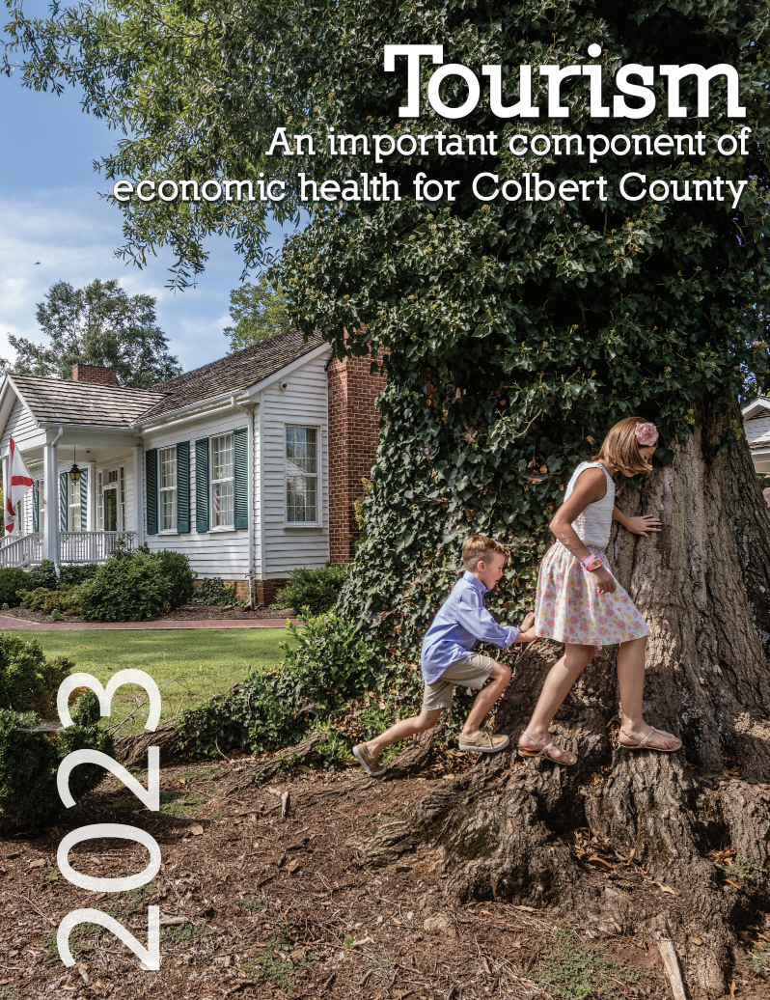 Tourism
An important component of
economic health for Colbert County
2023